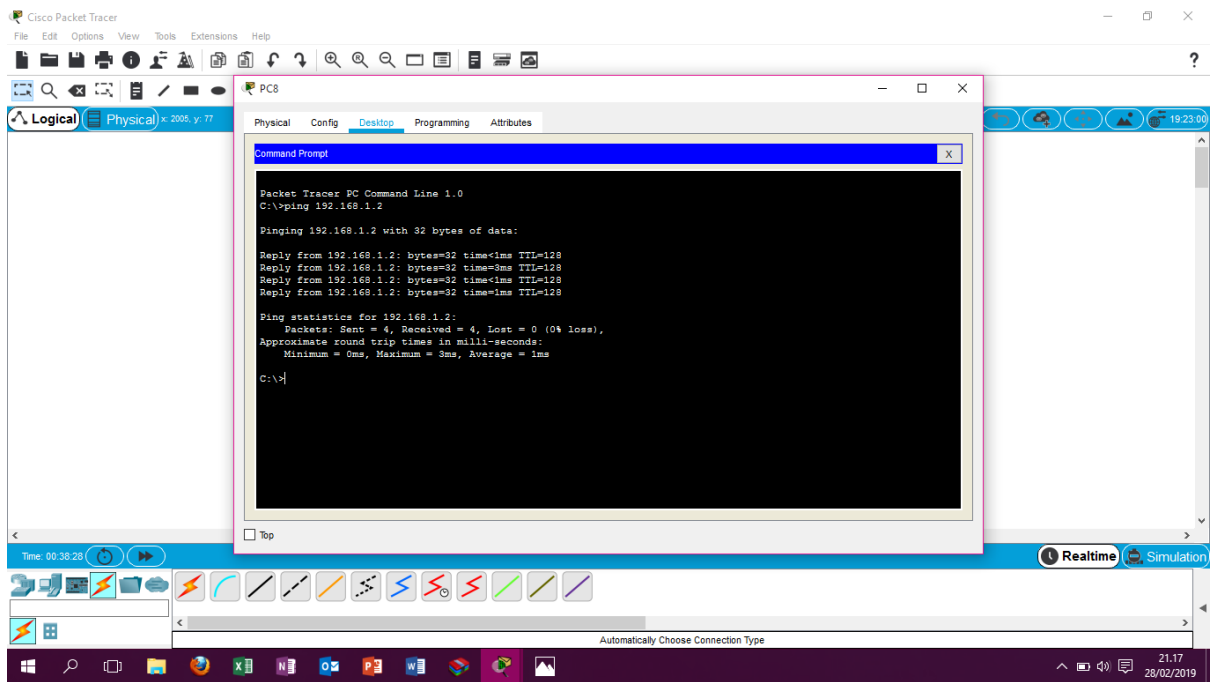 Cisco Packet Tracer
File Edit Options View Tools Extensions Help
?
PC8
Logical Physical x: 2005, y: 77
19:23:00
Physical Config Desktop Programming Attributes
Command Prompt
X
Packet Tracer PC Command Line 1.0
C:\>ping 192.168.1.2
Pinging 192.168.1.2 with 32 bytes of data:
Reply from 192.168.1.2: bytes=32 time<1ms TTL=128
Reply from 192.168.1.2: bytes=32 time=3ms TTL=128
Reply from 192.168.1.2: bytes=32 time<1ms TTL=128
Reply from 192.168.1.2: bytes=32 time=1ms TTL=128
Ping statistics for 192.168.1.2:
Packets: Sent = 4, Received = 4, Lost = 0 (0% loss),
Approximate round trip times in milli-seconds:
Minimum = 0ms, Maximum = 3ms, Average = 1ms
C:\>
Top
Time: 00:38:28
Realtime Simulation
Automatically Choose Connection Type
21.17
28/02/2019